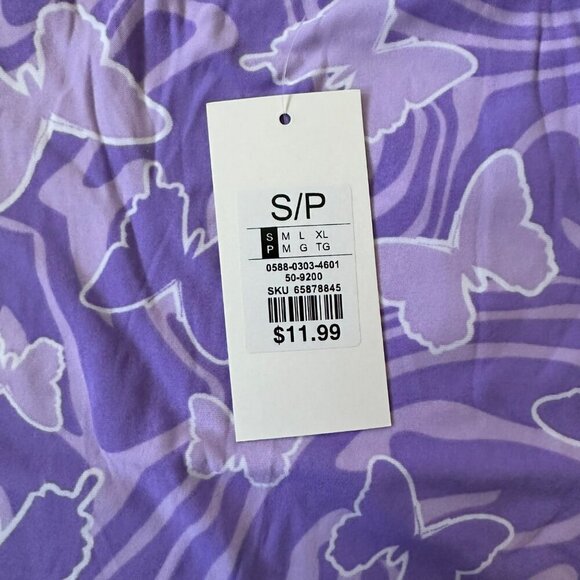 S/P
S M L XL
P M G TG
0588-0303-4601
50-9200
SKU 65878845
$11.99